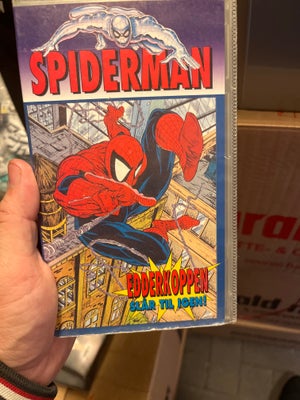 SPIDERMAN
EDDERKOPPEN
SLÅR TIL IGEN!